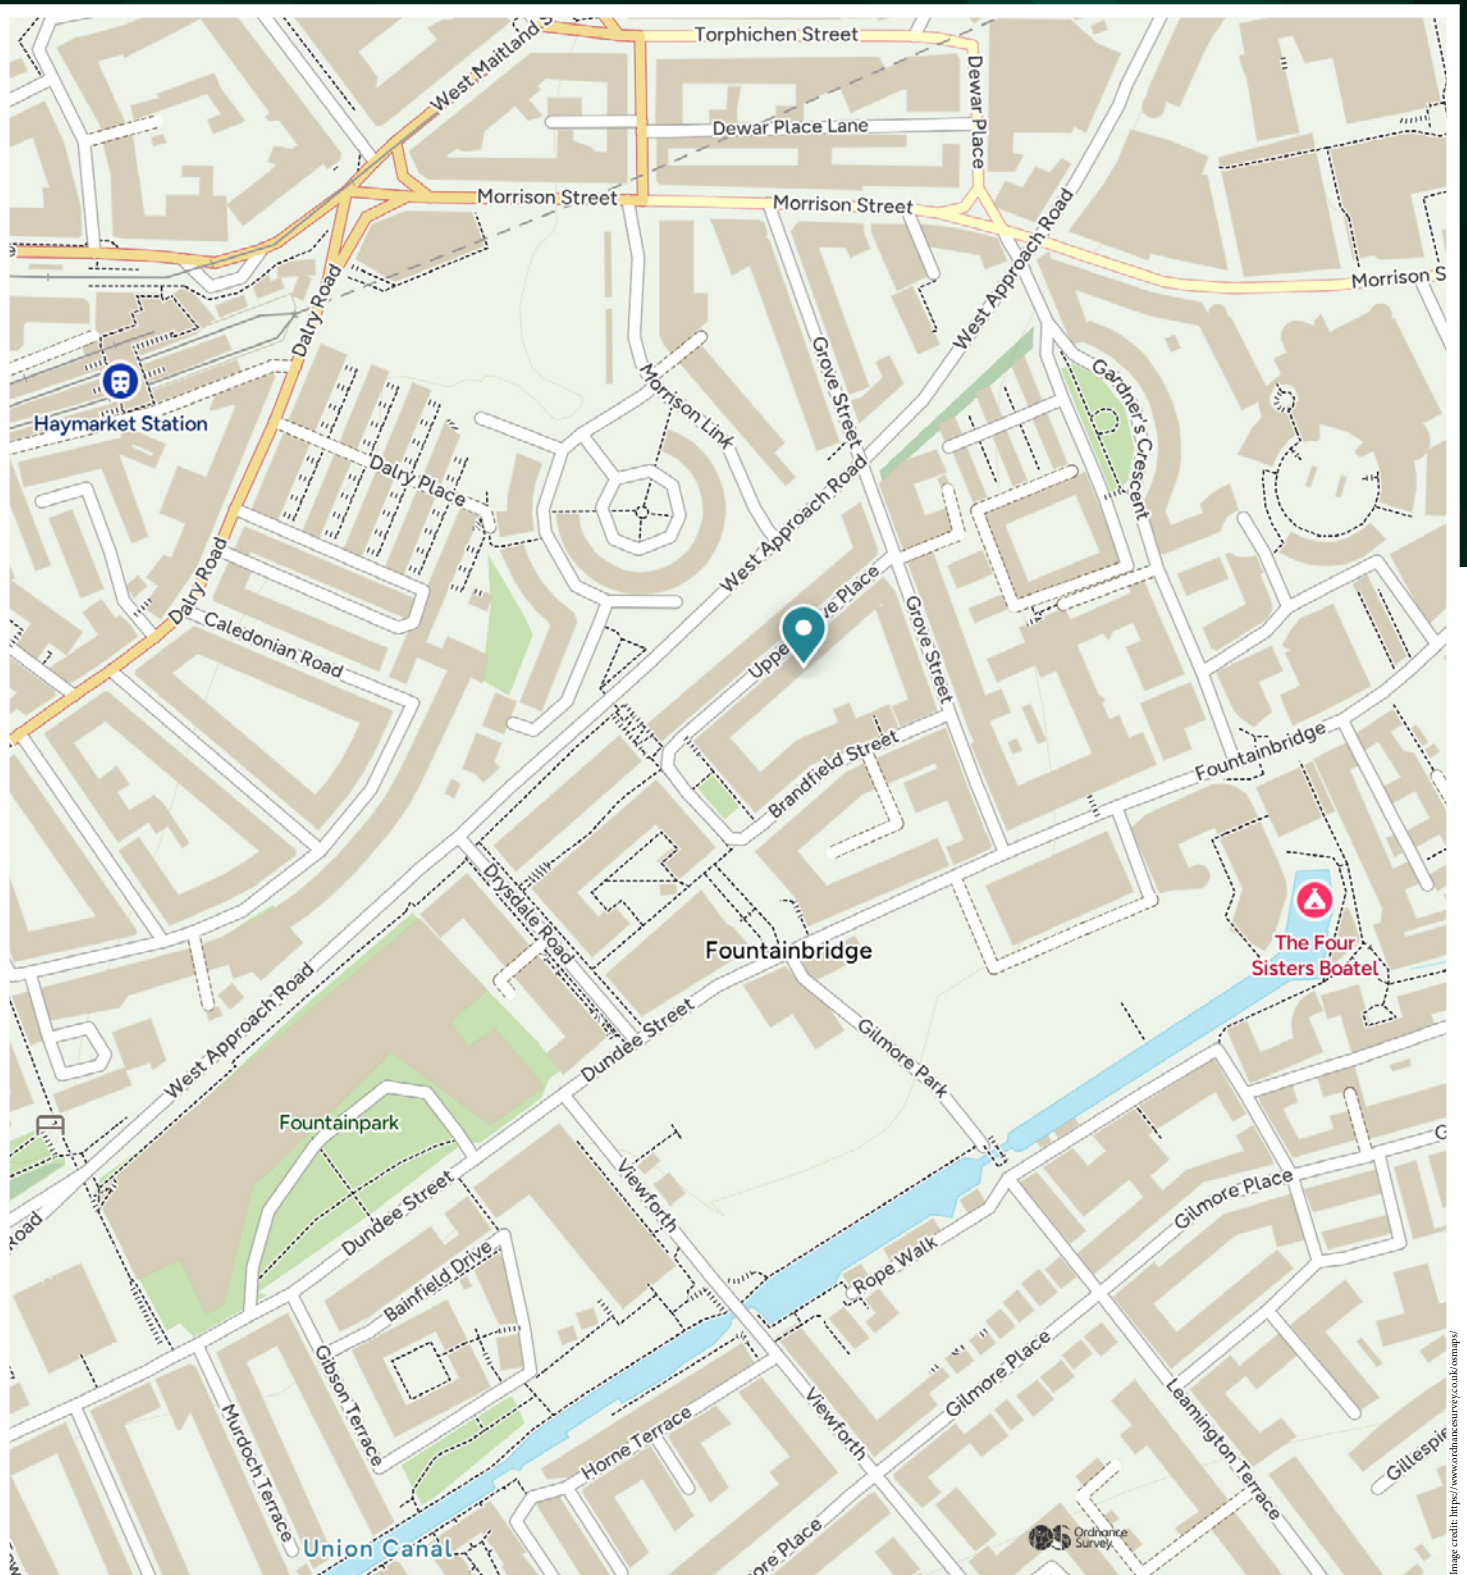 Torphichen Street
West Maitland S
Dewar Place Lane
Dewar Place
Morrison Street
Morrison Street
West Approach Road
Morrison S
Dalry Road
Haymarket Station
Grove Street
Gardner's Crescent
Morrison Link
Dalry Place
West Approach Road
Dalry Road
Caledonian Road
Uppe
ve Place
Grove Street
Fountainbridge
Brandfield Street
Drysdale Road
Fountainbridge
The Four
Sisters Boatel
West Approach Road
Dundee Street
Gilmore Park
Fountainpark
Viewforth
Dundee Street
Gilmore Place
Road
Rope Walk
Bainfield Drive
Gibson Terrace
Gilmore Place
Murdoch Terrace
Viewforth
Horne Terrace
Leamington Terrace
Gillespie
Union Canal
ore Place
Ordnance
Survey
Image credit: https://www.ordnancesurvey.co.uk/osmaps/